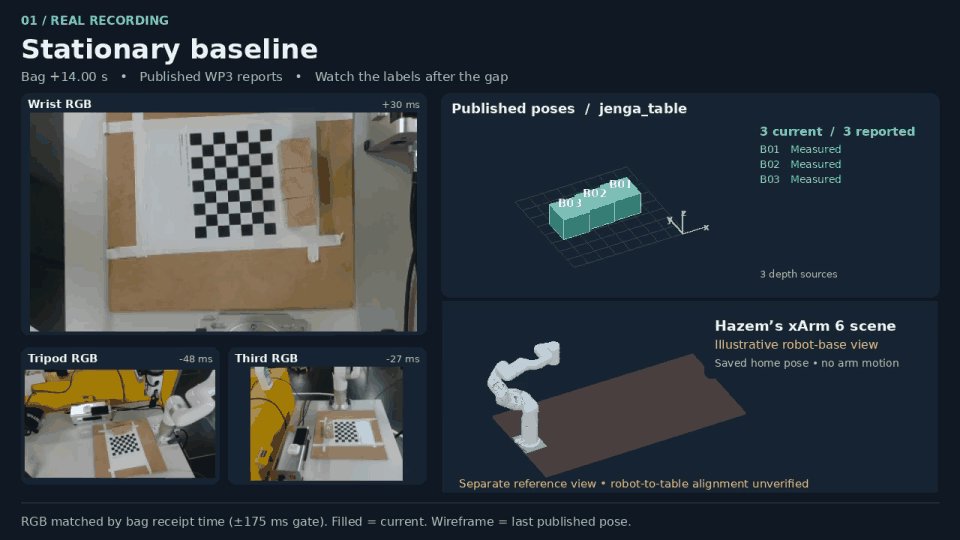 01 / REAL RECORDING
Stationary baseline
Bag +14.00 s • Published WP3 reports • Watch the labels after the gap
Wrist RGB +30 ms
Published poses / jenga_table
3 current / 3 reported
B01 Measured
B02 Measured
B03 Measured
B01
B02
B03
z
y
x
3 depth sources
Tripod RGB -48 ms
Third RGB -27 ms
Hazem’s xArm 6 scene
Illustrative robot-base view
Saved home pose • no arm motion
Separate reference view • robot-to-table alignment unverified
RGB matched by bag receipt time (±175 ms gate). Filled = current. Wireframe = last published pose.